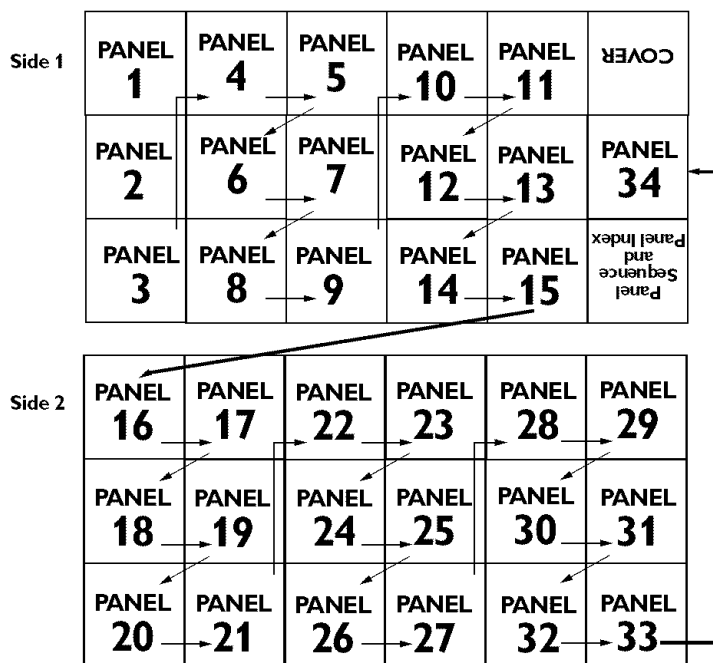 Side 1
PANEL
1
PANEL
4
PANEL
5
PANEL
10
PANEL
11
COVER
PANEL
2
PANEL
6
PANEL
7
PANEL
12
PANEL
13
PANEL
34
PANEL
3
PANEL
8
PANEL
9
PANEL
14
PANEL
15
Panel
Sequence
and
Panel Index
Side 2
PANEL
16
PANEL
17
PANEL
22
PANEL
23
PANEL
28
PANEL
29
PANEL
18
PANEL
19
PANEL
24
PANEL
25
PANEL
30
PANEL
31
PANEL
20
PANEL
21
PANEL
26
PANEL
27
PANEL
32
PANEL
33